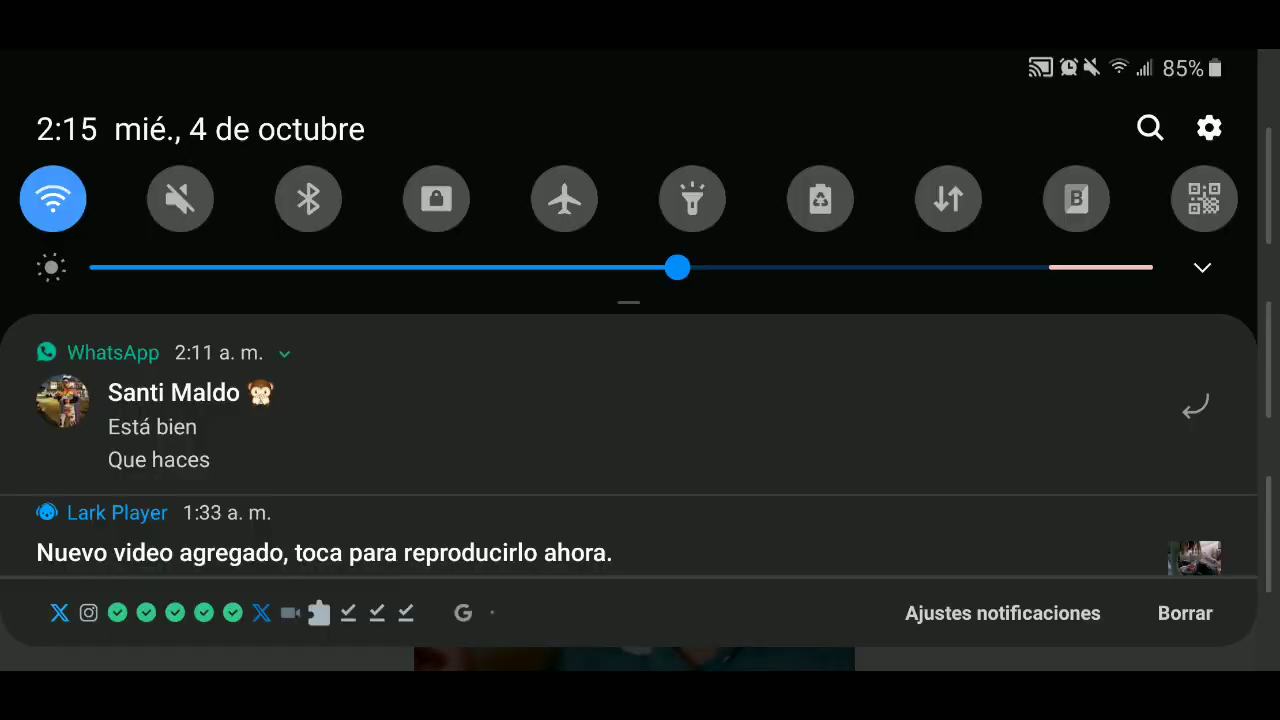 85%
2:15 mié., 4 de octubre
B
WhatsApp 2:11 a. m.
Santi Maldo
Está bien
Que haces
Lark Player 1:33 a. m.
Nuevo video agregado, toca para reproducirlo ahora.
G
Ajustes notificaciones Borrar